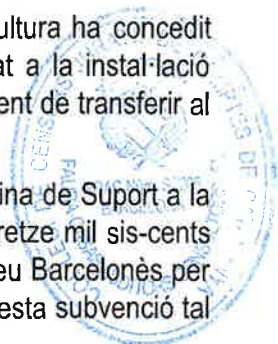 ultura ha concedit
at a la instal·lació
ent de transferir al
ina de Suport a la
retze mil sis-cents
eu Barcelonès per
esta subvenció tal